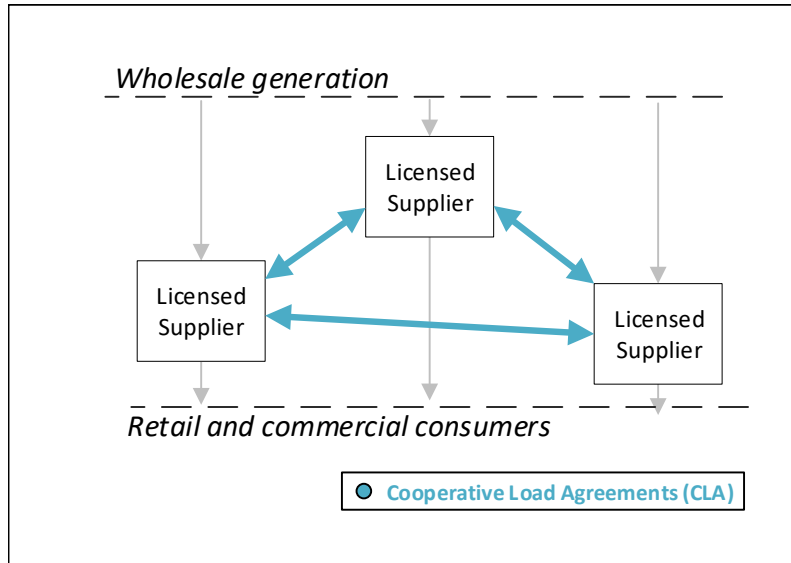 Wholesale generation
Licensed
Supplier
Licensed
Supplier
Licensed
Supplier
Retail and commercial consumers
Cooperative Load Agreements (CLA)